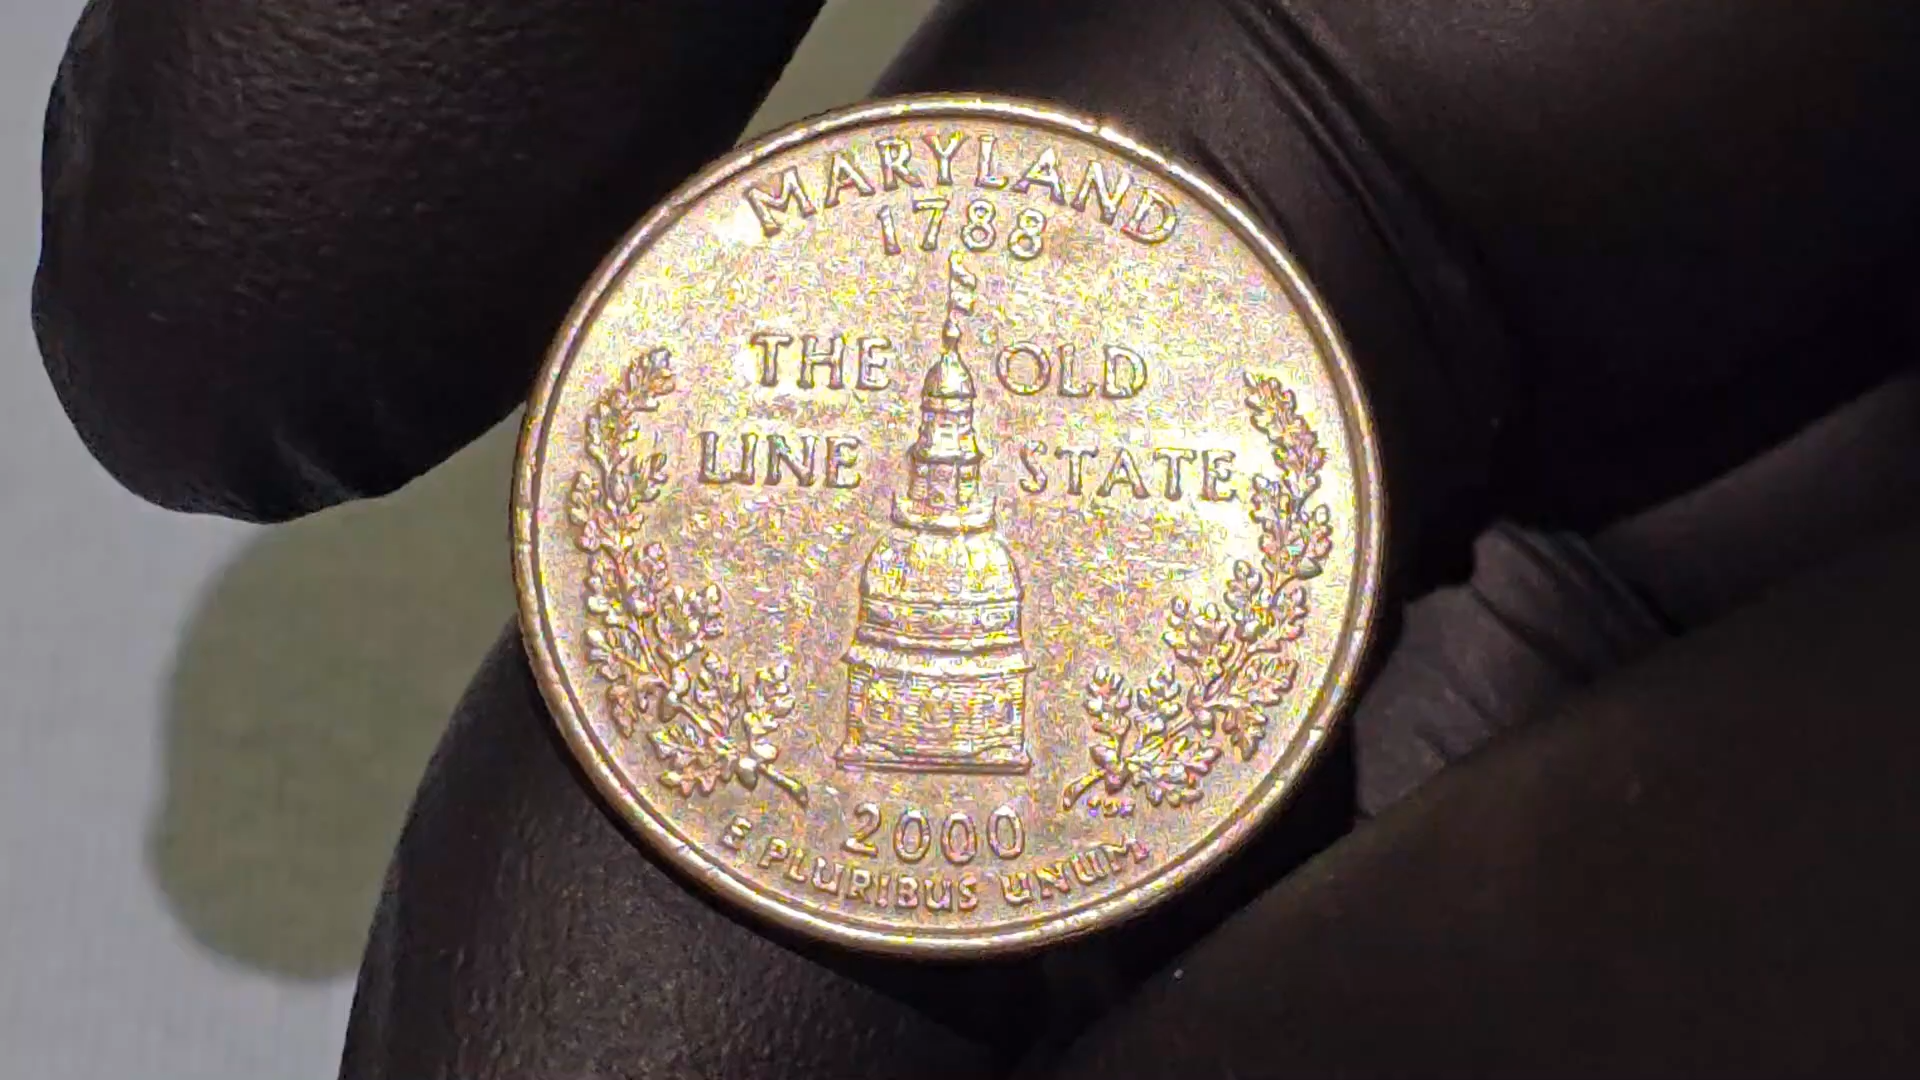 MARYLAND
1788
THE OLD
LINE STATE
2000
E PLURIBUS UNUM